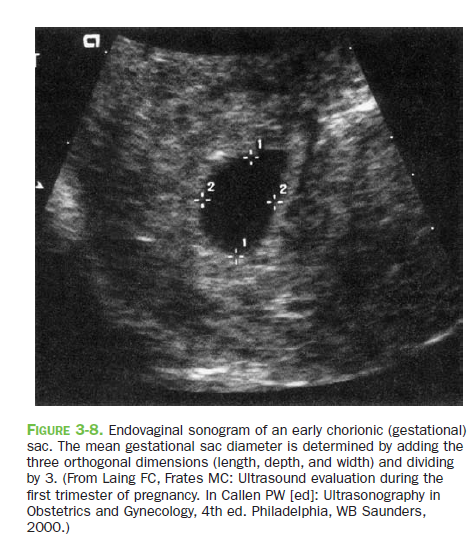 1
2
2
1
FIGURE 3-8. Endovaginal sonogram of an early chorionic (gestational)
sac. The mean gestational sac diameter is determined by adding the
three orthogonal dimensions (length, depth, and width) and dividing
by 3. (From Laing FC, Frates MC: Ultrasound evaluation during the
first trimester of pregnancy. In Callen PW [ed]: Ultrasonography in
Obstetrics and Gynecology, 4th ed. Philadelphia, WB Saunders,
2000.)